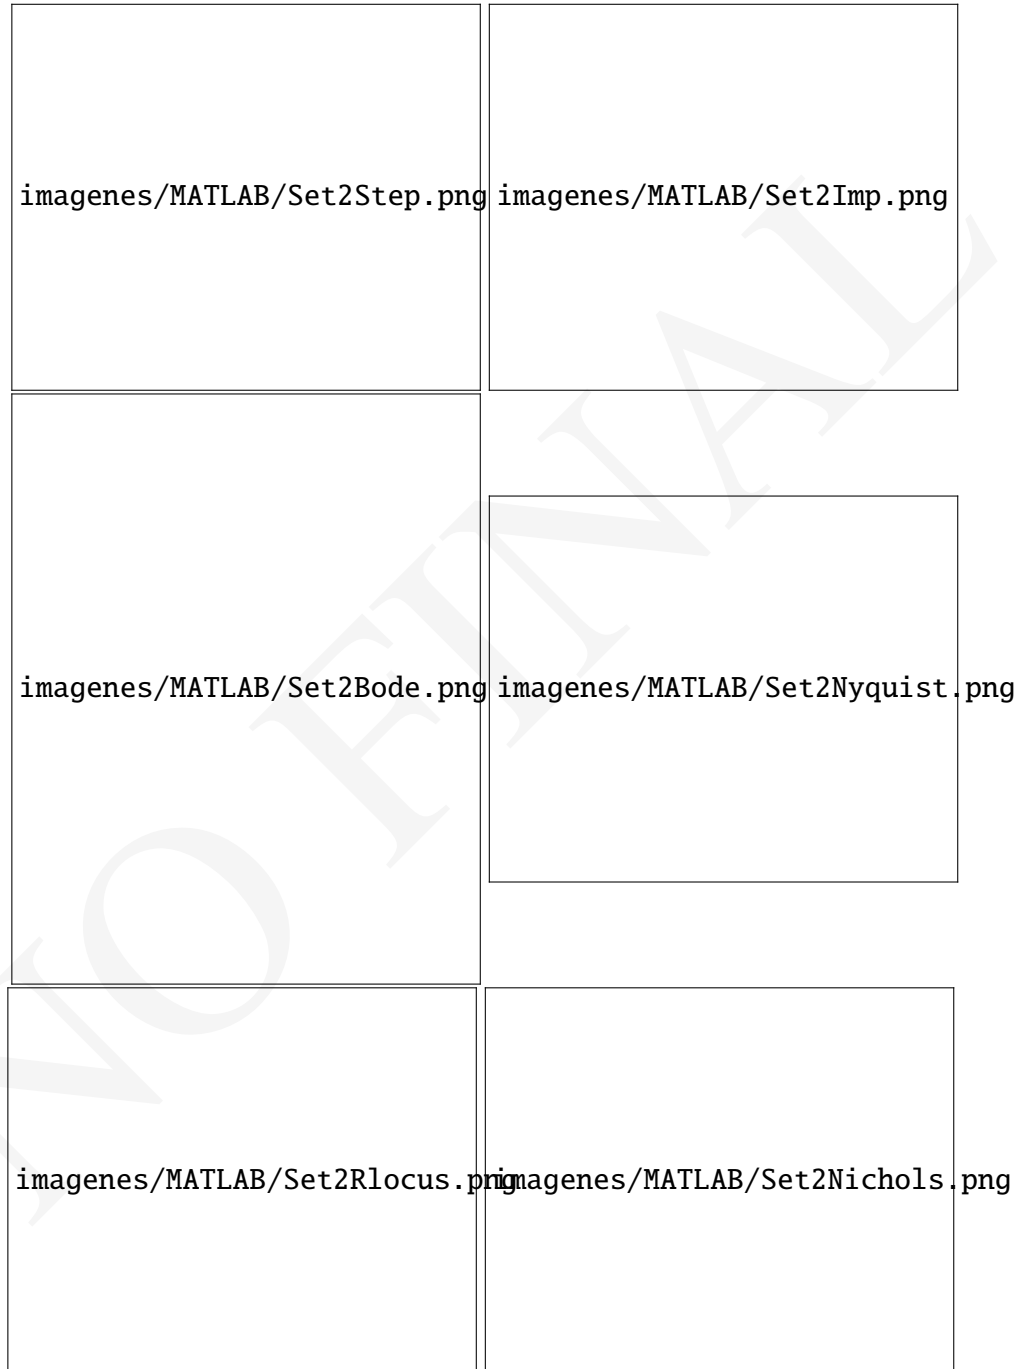 imagenes/MATLAB/Set2Step.png imagenes/MATLAB/Set2Imp.png
imagenes/MATLAB/Set2Bode.png imagenes/MATLAB/Set2Nyquist.png
imagenes/MATLAB/Set2Rlocus.png imagenes/MATLAB/Set2Nichols.png
NO FINAL